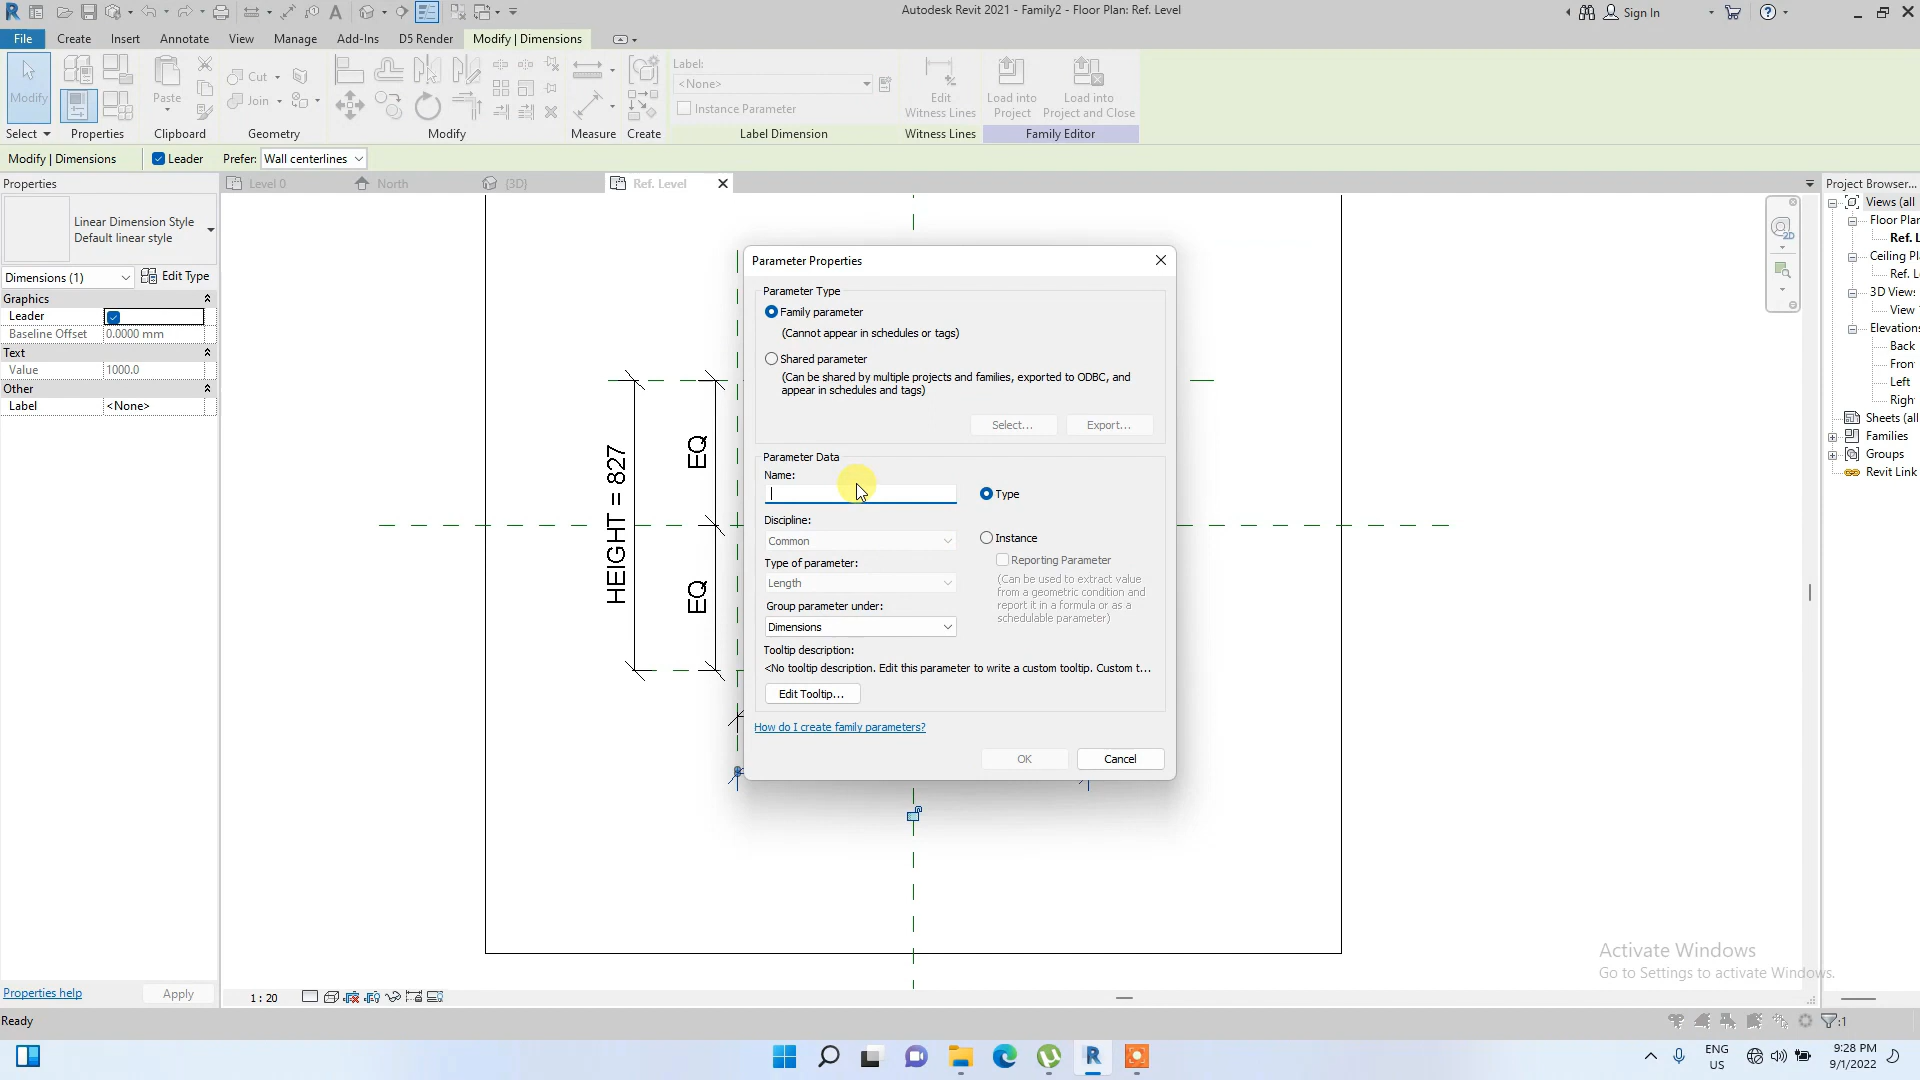 Autodesk Revit 2021 - Family2 - Floor Plan: Ref. Level
Sign In
File
Create
Insert
Annotate
View
Manage
Add-Ins
D5 Render
Modify | Dimensions
Modify
Paste
Cut
Join
Label:
<None>
Instance Parameter
Edit
Witness Lines
Load into
Project
Load into
Project and Close
Select
Properties
Clipboard
Geometry
Modify
Measure
Create
Label Dimension
Witness Lines
Family Editor
Modify | Dimensions
Leader
Prefer:
Wall centerlines
Properties
Level 0
North
{3D}
Ref. Level
Project Browser...
Linear Dimension Style
Default linear style
Dimensions (1)
Edit Type
Graphics
Leader
Baseline Offset
0.0000 mm
Text
Value
1000.0
Other
Label
<None>
Properties help
Apply
HEIGHT = 827
EQ
EQ
Parameter Properties
Parameter Type
Family parameter
(Cannot appear in schedules or tags)
Shared parameter
(Can be shared by multiple projects and families, exported to ODBC, and
appear in schedules and tags)
Select...
Export...
Parameter Data
Name:
Type
Discipline:
Common
Instance
Type of parameter:
Reporting Parameter
Length
(Can be used to extract value
from a geometric condition and
report it in a formula or as a
schedulable parameter)
Group parameter under:
Dimensions
Tooltip description:
<No tooltip description. Edit this parameter to write a custom tooltip. Custom t...
Edit Tooltip...
How do I create family parameters?
OK
Cancel
2D
Views (all
Floor Plan
Ref. L
Ceiling Pl
Ref. L
3D Views
View
Elevations
Back
Fron
Left
Righ
Sheets (all
Families
Groups
Revit Link
Activate Windows
Go to Settings to activate Windows.
1 : 20
Ready
:1
ENG
US
9:28 PM
9/1/2022